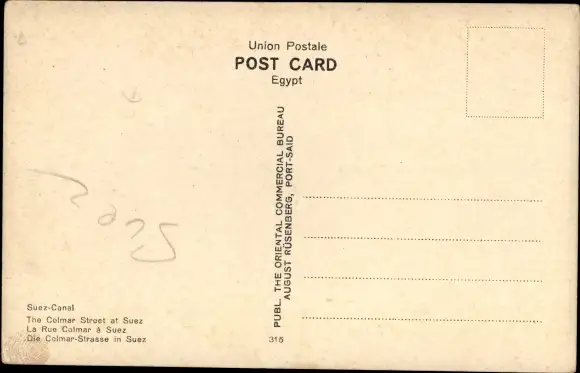 Union Postale
POST CARD
Egypt
PUBL. THE ORIENTAL COMMERCIAL BUREAU
AUGUST RÜSENBERG, PORT-SAID
Suez-Canal
The Colmar Street at Suez
La Rue Colmar à Suez
Die Colmar-Strasse in Suez
315